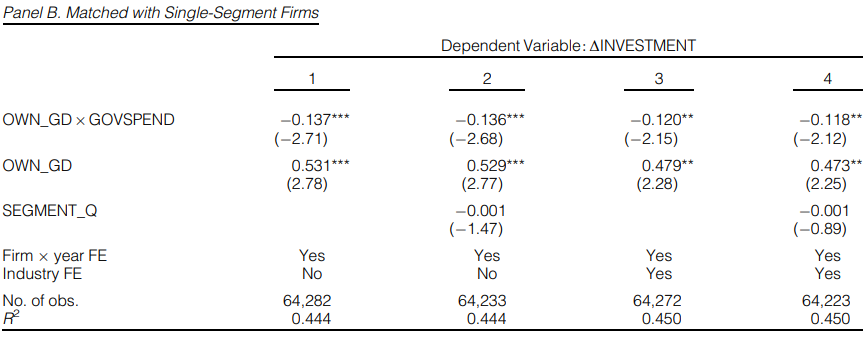 Panel B. Matched with Single-Segment Firms
Dependent Variable: ΔINVESTMENT
1 2 3 4
OWN_GD × GOVSPEND −0.137*** −0.136*** −0.120** −0.118**
(−2.71) (−2.68) (−2.15) (−2.12)
OWN_GD 0.531*** 0.529*** 0.479** 0.473**
(2.78) (2.77) (2.28) (2.25)
SEGMENT_Q −0.001 −0.001
(−1.47) (−0.89)
Firm × year FE Yes Yes Yes Yes
Industry FE No No Yes Yes
No. of obs. 64,282 64,233 64,272 64,223
R² 0.444 0.444 0.450 0.450